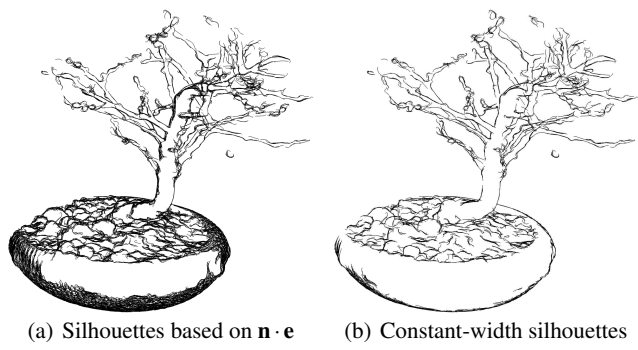 (a) Silhouettes based on n · e
(b) Constant-width silhouettes